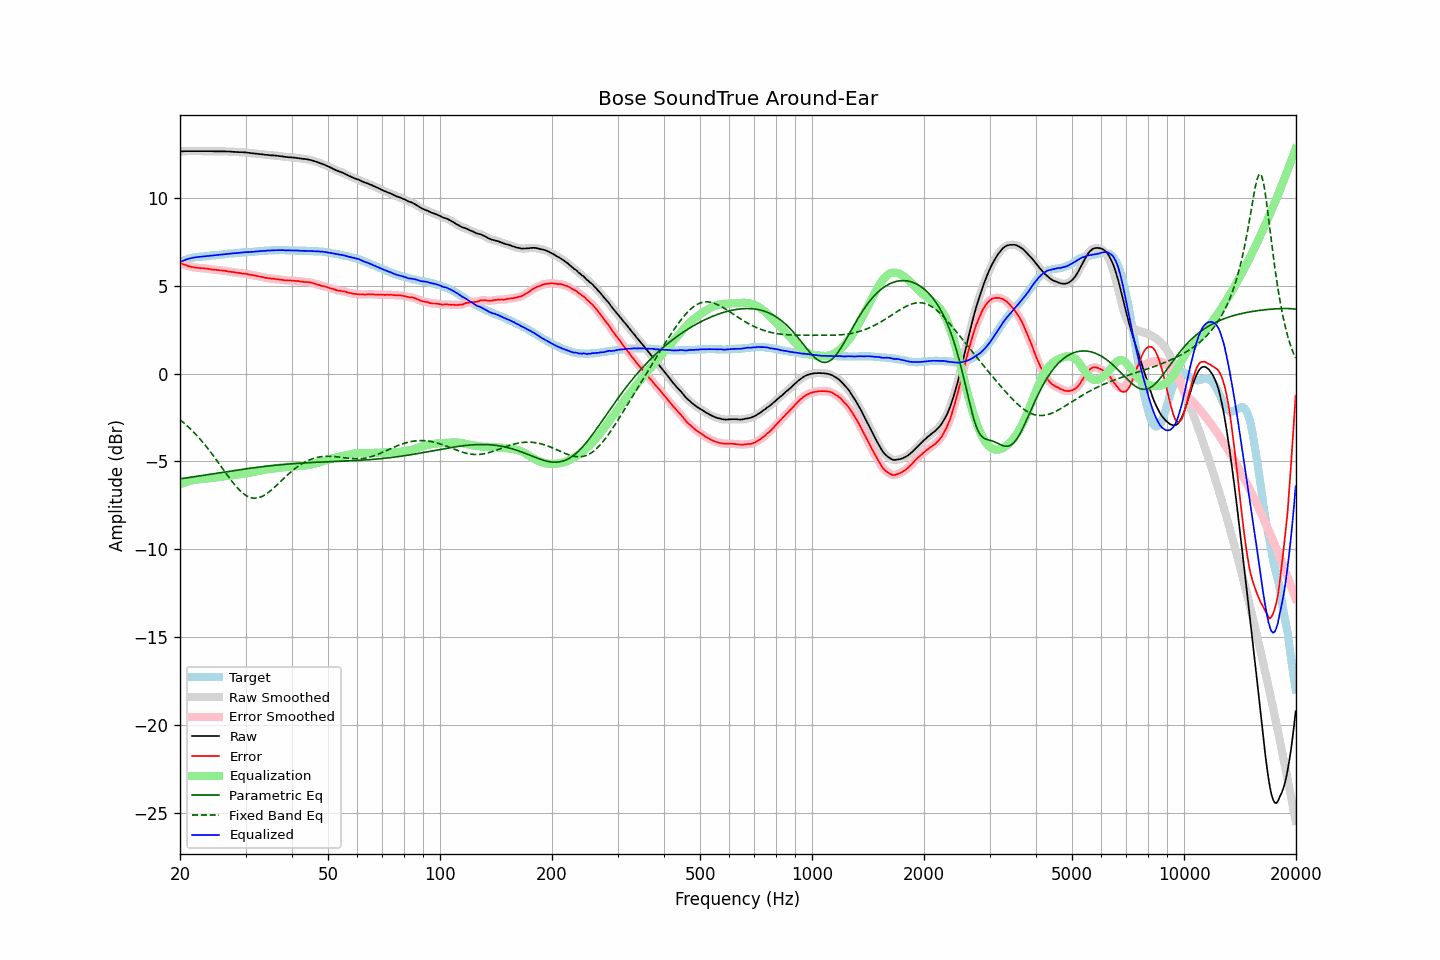 Bose SoundTrue Around-Ear
Amplitude (dBr)
10
5
0
−5
−10
−15
−20
−25
Target
Raw Smoothed
Error Smoothed
Raw
Error
Equalization
Parametric Eq
Fixed Band Eq
Equalized
20 50 100 200 500 1000 2000 5000 10000 20000
Frequency (Hz)